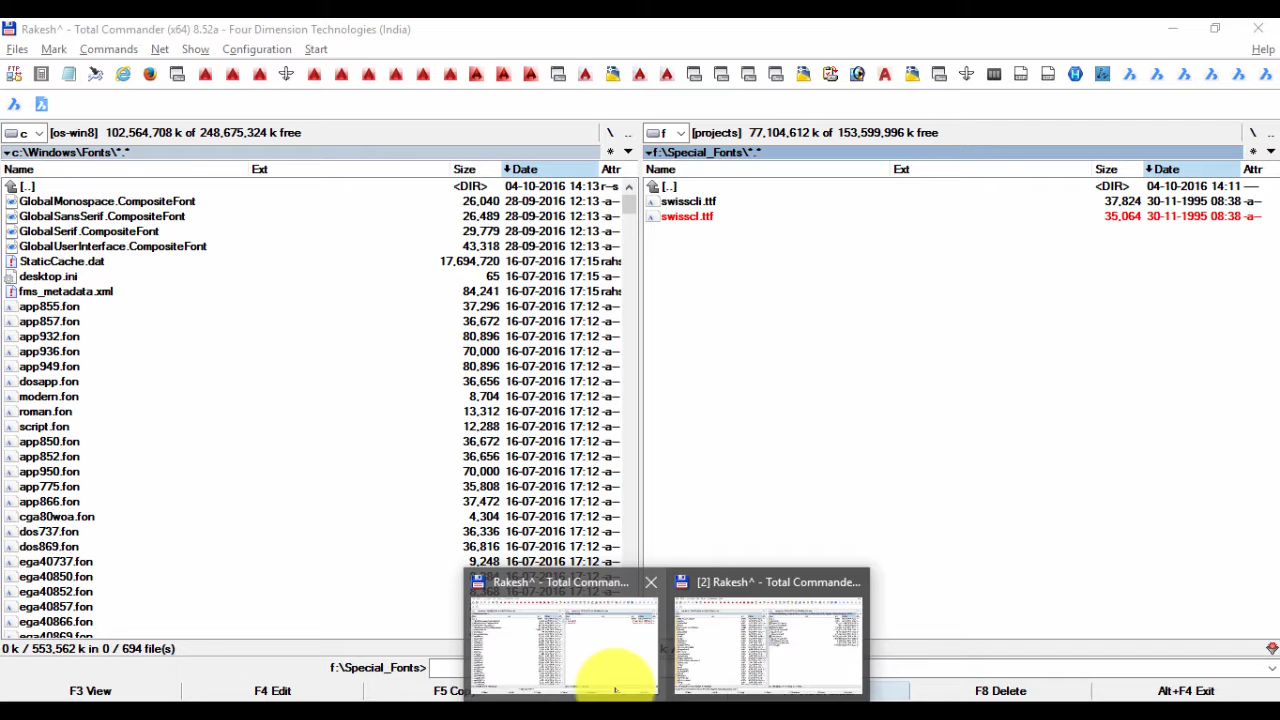 Rakesh^ - Total Commander (x64) 8.52a - Four Dimension Technologies (India)
Files Mark Commands Net Show Configuration Start Help
FTP
c [os-win8] 102,564,708 k of 248,675,324 k free \ ..
f [projects] 77,104,612 k of 153,599,996 k free \ ..
c:\Windows\Fonts\*.* *
f:\Special_Fonts\*.* *
Name Ext Size Date Attr
Name Ext Size Date Attr
[..] <DIR> 04-10-2016 14:13 r--s
[..] <DIR> 04-10-2016 14:11 ----
GlobalMonospace.CompositeFont 26,040 28-09-2016 12:13 -a--
swisscli.ttf 37,824 30-11-1995 08:38 -a--
GlobalSansSerif.CompositeFont 26,489 28-09-2016 12:13 -a--
swisscl.ttf 35,064 30-11-1995 08:38 -a--
GlobalSerif.CompositeFont 29,779 28-09-2016 12:13 -a--
GlobalUserInterface.CompositeFont 43,318 28-09-2016 12:13 -a--
StaticCache.dat 17,694,720 16-07-2016 17:15 rahs
desktop.ini 65 16-07-2016 17:15 -a--
fms_metadata.xml 84,241 16-07-2016 17:15 rahs
app855.fon 37,296 16-07-2016 17:12 -a--
app857.fon 36,672 16-07-2016 17:12 -a--
app932.fon 80,896 16-07-2016 17:12 -a--
app936.fon 70,000 16-07-2016 17:12 -a--
app949.fon 80,896 16-07-2016 17:12 -a--
dosapp.fon 36,656 16-07-2016 17:12 -a--
modern.fon 8,704 16-07-2016 17:12 -a--
roman.fon 13,312 16-07-2016 17:12 -a--
script.fon 12,288 16-07-2016 17:12 -a--
app850.fon 36,672 16-07-2016 17:12 -a--
app852.fon 36,656 16-07-2016 17:12 -a--
app950.fon 70,000 16-07-2016 17:12 -a--
app775.fon 35,808 16-07-2016 17:12 -a--
app866.fon 37,472 16-07-2016 17:12 -a--
cga80woa.fon 4,304 16-07-2016 17:12 -a--
dos737.fon 36,336 16-07-2016 17:12 -a--
dos869.fon 36,816 16-07-2016 17:12 -a--
ega40737.fon 9,248
ega40850.fon
ega40852.fon
ega40857.fon
ega40866.fon
ega40869.fon
Rakesh^ - Total Comman...
[2] Rakesh^ - Total Commande...
0 k / 553,562 k in 0 / 694 file(s)
f:\Special_Fonts>
F3 View F4 Edit F5 Co F8 Delete Alt+F4 Exit